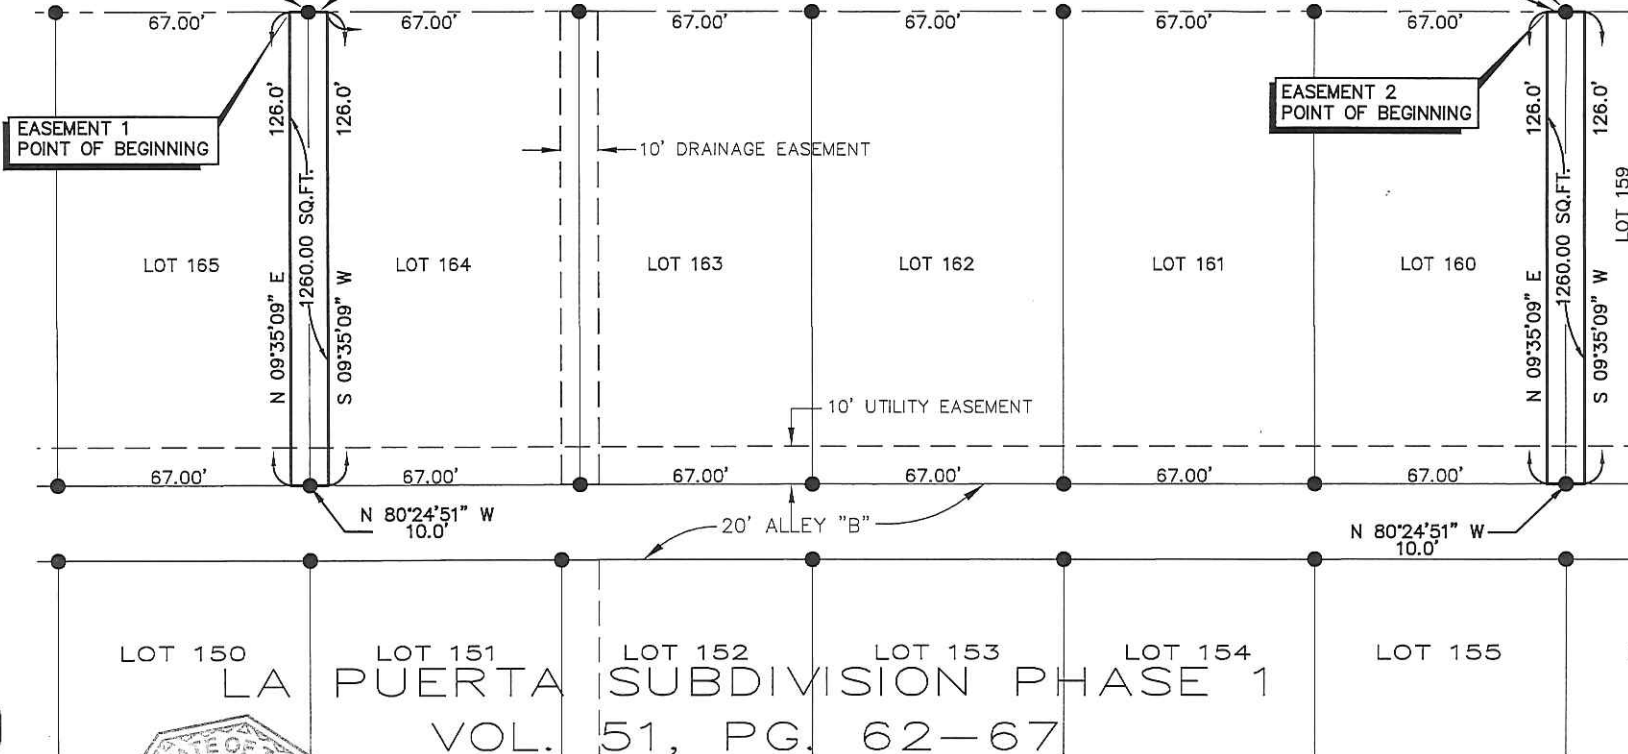 67.00' 67.00' 67.00' 67.00' 67.00' 67.00'
EASEMENT 1
POINT OF BEGINNING
EASEMENT 2
POINT OF BEGINNING
126.0'
126.0'
126.0'
126.0'
10' DRAINAGE EASEMENT
1260.00 SQ.FT.
1260.00 SQ.FT.
LOT 159
LOT 165 LOT 164 LOT 163 LOT 162 LOT 161 LOT 160
N 09°35'09" E
S 09°35'09" W
N 09°35'09" E
S 09°35'09" W
10' UTILITY EASEMENT
67.00' 67.00' 67.00' 67.00' 67.00' 67.00'
N 80°24'51" W
10.0'
20' ALLEY "B"
N 80°24'51" W
10.0'
LOT 150 LOT 151 LOT 152 LOT 153 LOT 154 LOT 155
LA PUERTA SUBDIVISION PHASE 1
VOL. 51, PG. 62-67